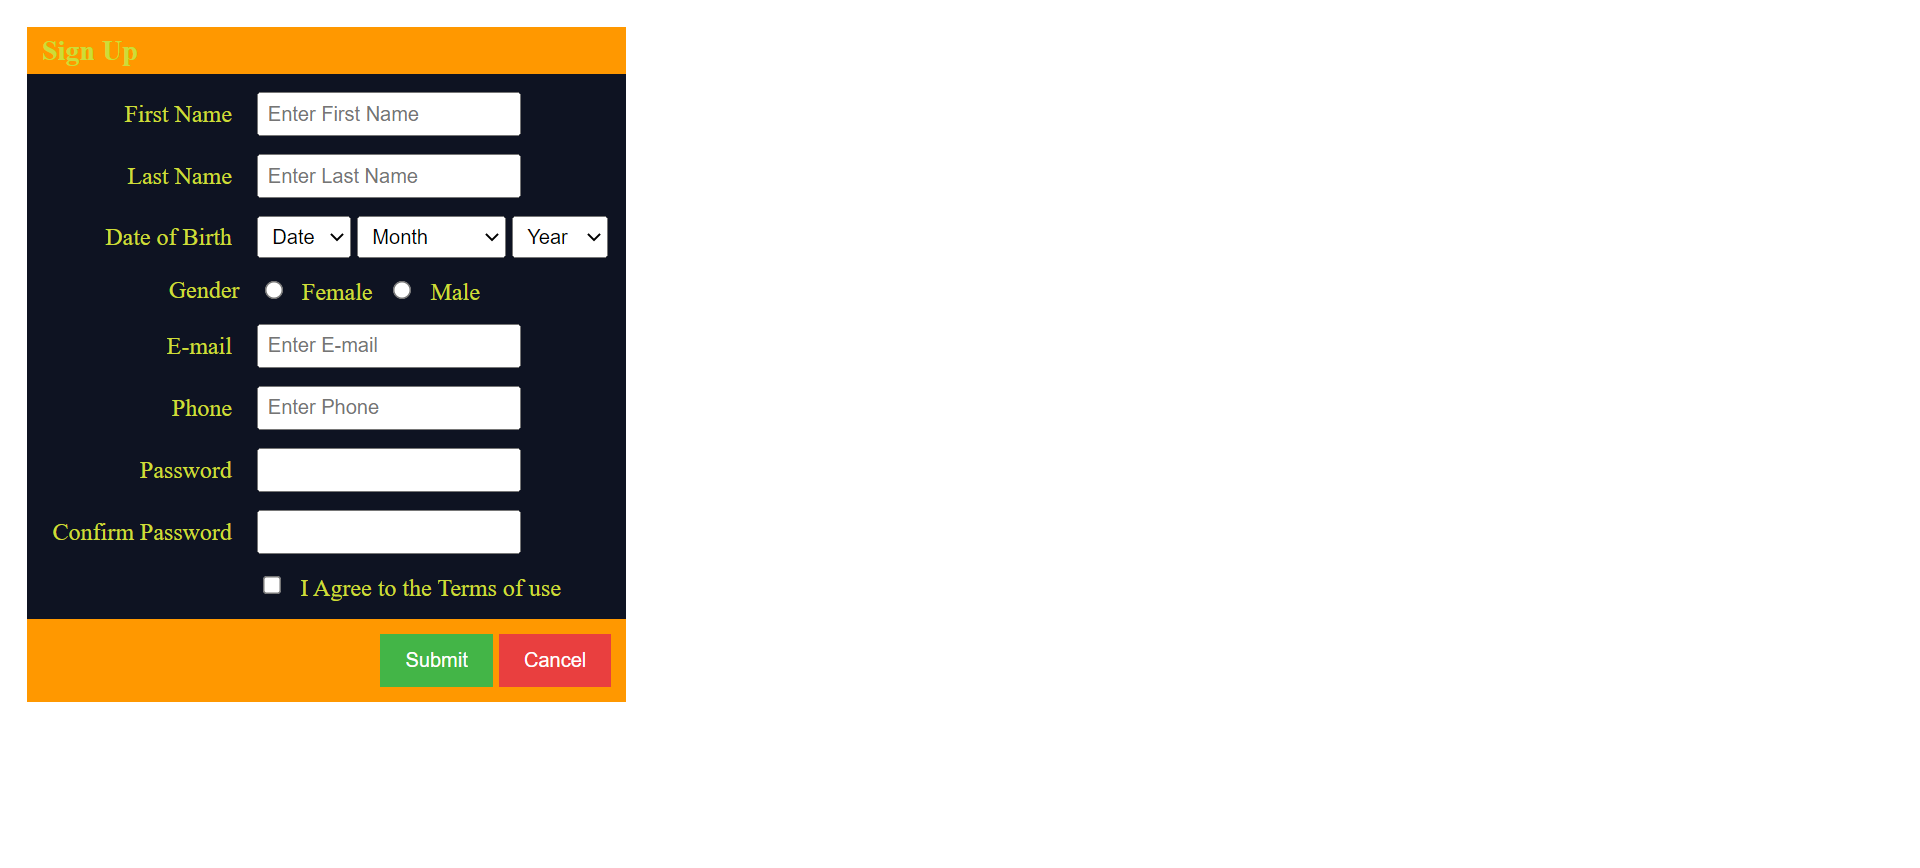 Sign Up
First Name Enter First Name
Last Name Enter Last Name
Date of Birth Date Month Year
Gender Female Male
E-mail Enter E-mail
Phone Enter Phone
Password
Confirm Password
I Agree to the Terms of use
Submit Cancel